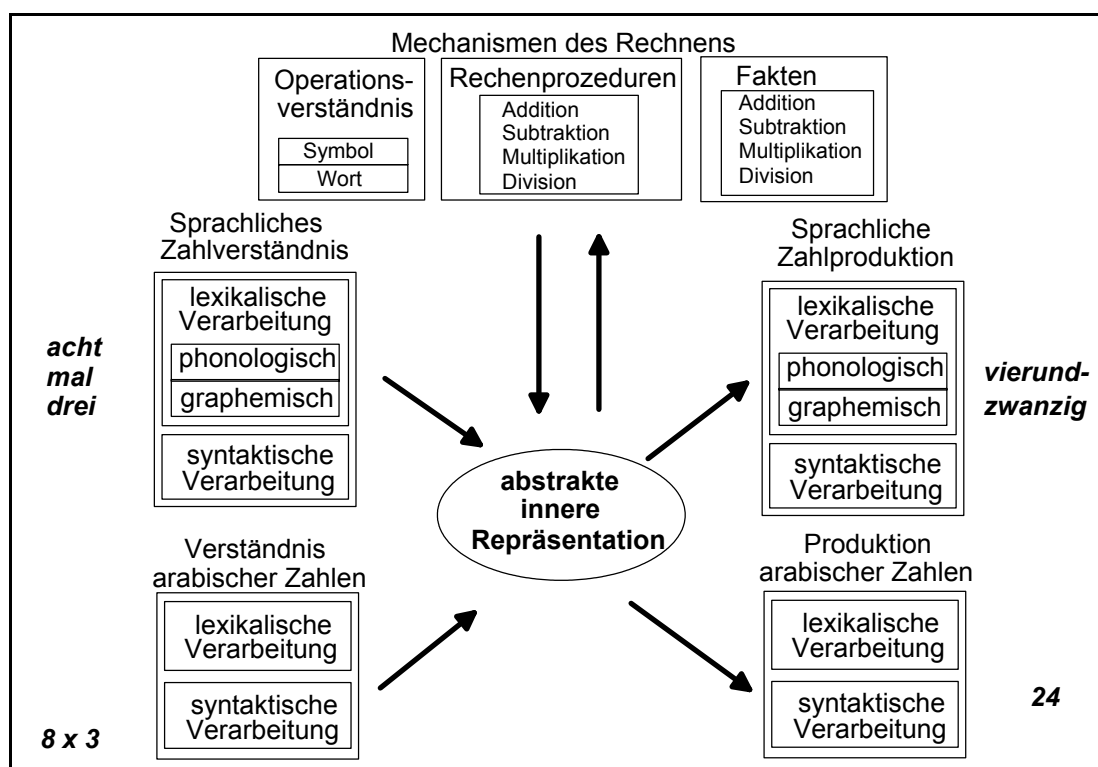 Mechanismen des Rechnens
Operations-
verständnis
Symbol
Wort
Rechenprozeduren
Addition
Subtraktion
Multiplikation
Division
Fakten
Addition
Subtraktion
Multiplikation
Division
Sprachliches
Zahlverständnis
lexikalische
Verarbeitung
phonologisch
graphemisch
syntaktische
Verarbeitung
acht
mal
drei
Sprachliche
Zahlproduktion
lexikalische
Verarbeitung
phonologisch
graphemisch
syntaktische
Verarbeitung
vierund-
zwanzig
abstrakte
innere
Repräsentation
Verständnis
arabischer Zahlen
lexikalische
Verarbeitung
syntaktische
Verarbeitung
8 x 3
Produktion
arabischer Zahlen
lexikalische
Verarbeitung
syntaktische
Verarbeitung
24